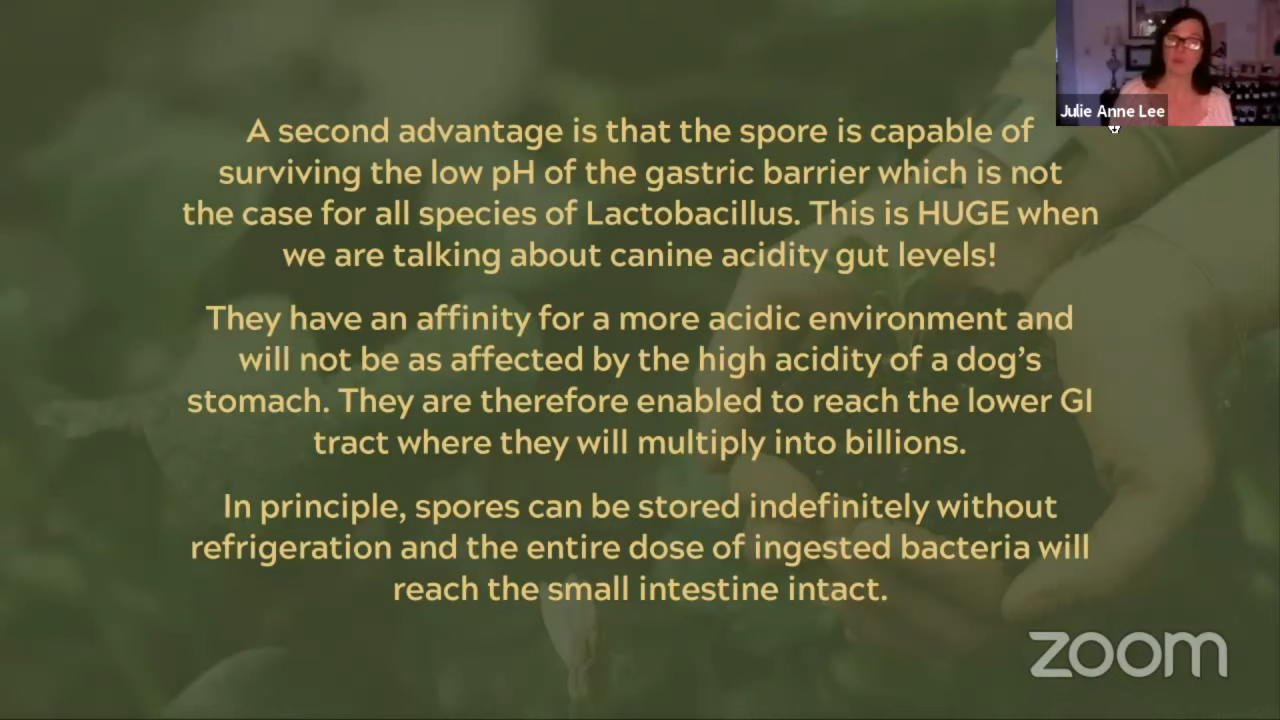 Julie Anne Lee
A second advantage is that the spore is capable of
surviving the low pH of the gastric barrier which is not
the case for all species of Lactobacillus. This is HUGE when
we are talking about canine acidity gut levels!
They have an affinity for a more acidic environment and
will not be as affected by the high acidity of a dog’s
stomach. They are therefore enabled to reach the lower GI
tract where they will multiply into billions.
In principle, spores can be stored indefinitely without
refrigeration and the entire dose of ingested bacteria will
reach the small intestine intact.
zoom